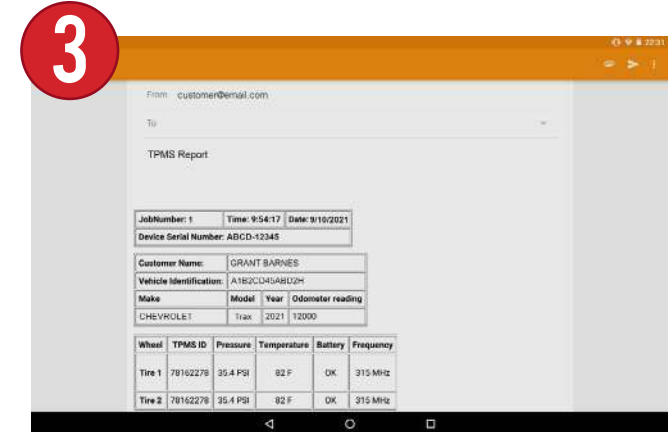 3
22:31
From customer@email.com
To
TPMS Report
JobNumber: 1 Time: 9:54:17 Date: 9/10/2021
Device Serial Number: ABCD-12345
Customer Name: GRANT BARNES
Vehicle Identification: A1B2CD45ABD2H
Make Model Year Odometer reading
CHEVROLET Trax 2021 12000
Wheel TPMS ID Pressure Temperature Battery Frequency
Tire 1 78162278 35.4 PSI 82 F OK 315 MHz
Tire 2 78162278 35.4 PSI 82 F OK 315 MHz